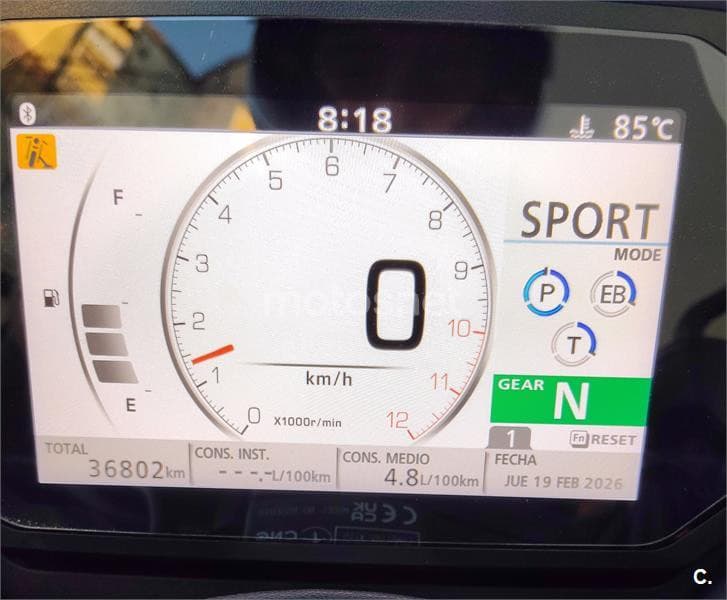 8:18
85°C
F
E
0
1
2
3
4
5
6
7
8
9
10
11
12
X1000r/min
0
km/h
SPORT
MODE
P
EB
T
GEAR N
1
Fn RESET
TOTAL
36802km
CONS. INST.
---.-L/100km
CONS. MEDIO
4.8L/100km
FECHA
JUE 19 FEB 2026
C.